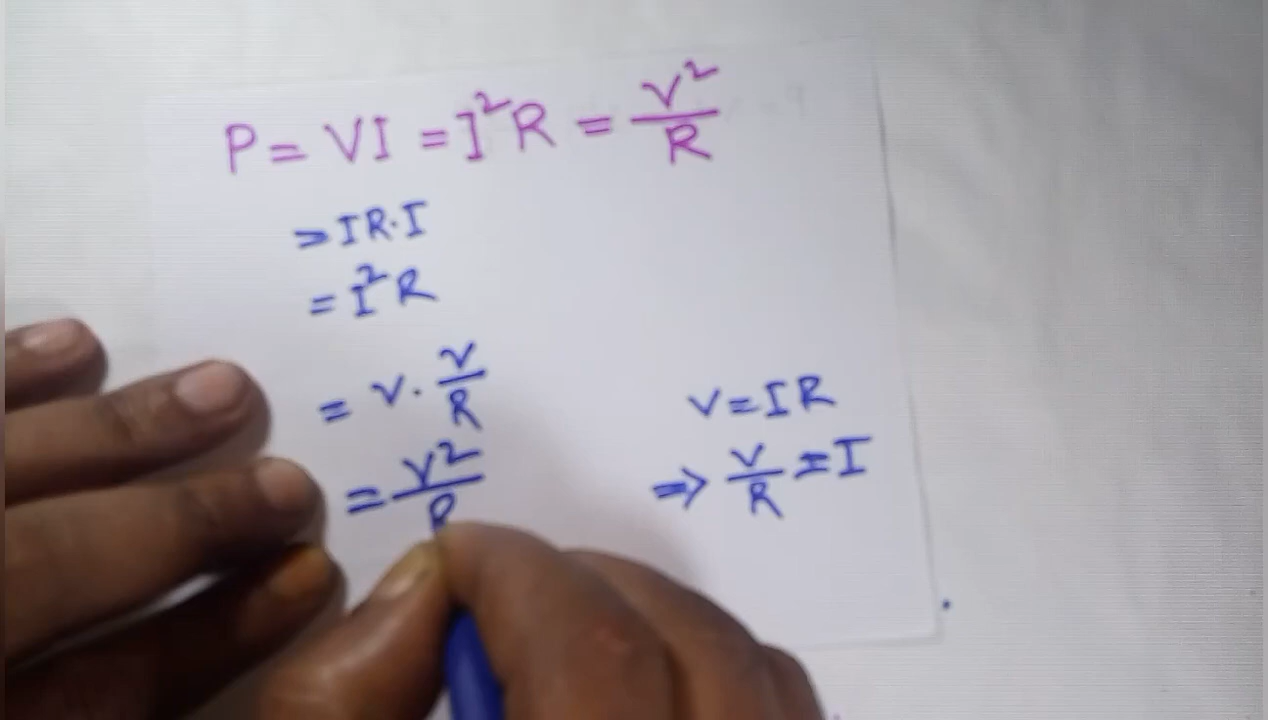 P = VI = I²R = V²/R
= IR·I
= I²R
= V · V/R
= V²/R
V = IR
⇒ V/R = I